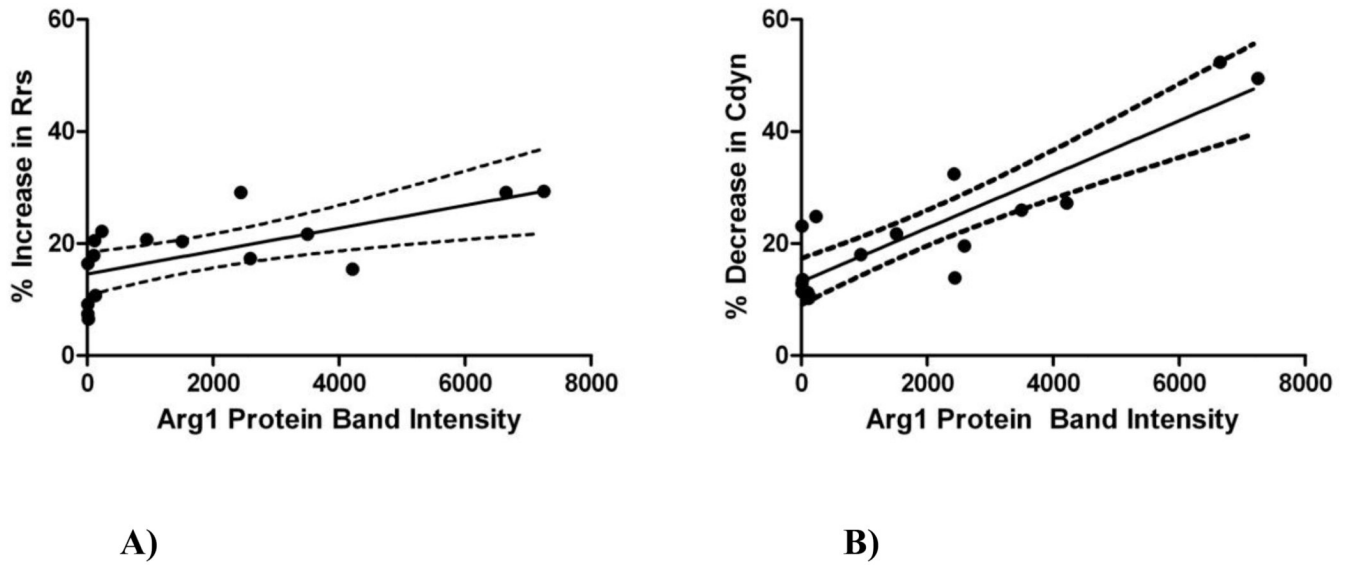 % Increase in Rrs
60
40
20
0
0 2000 4000 6000 8000
Arg1 Protein Band Intensity
A)
% Decrease in Cdyn
60
40
20
0
0 2000 4000 6000 8000
Arg1 Protein Band Intensity
B)